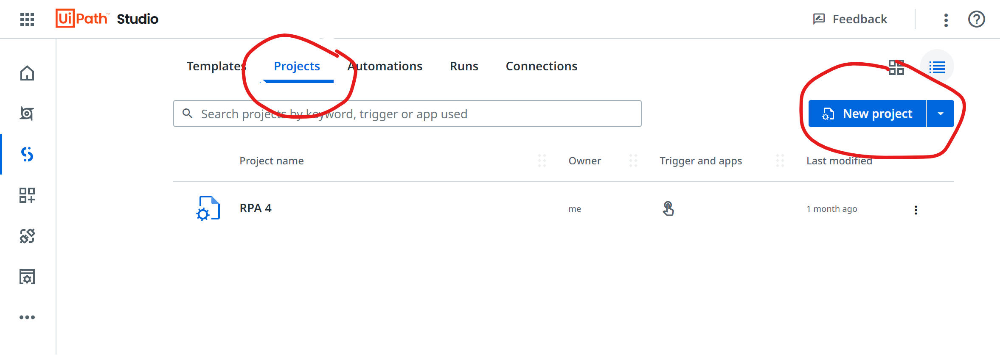 UiPath™ Studio
Feedback
Templates Projects Automations Runs Connections
Search projects by keyword, trigger or app used
New project
Project name Owner Trigger and apps Last modified
RPA 4 me 1 month ago